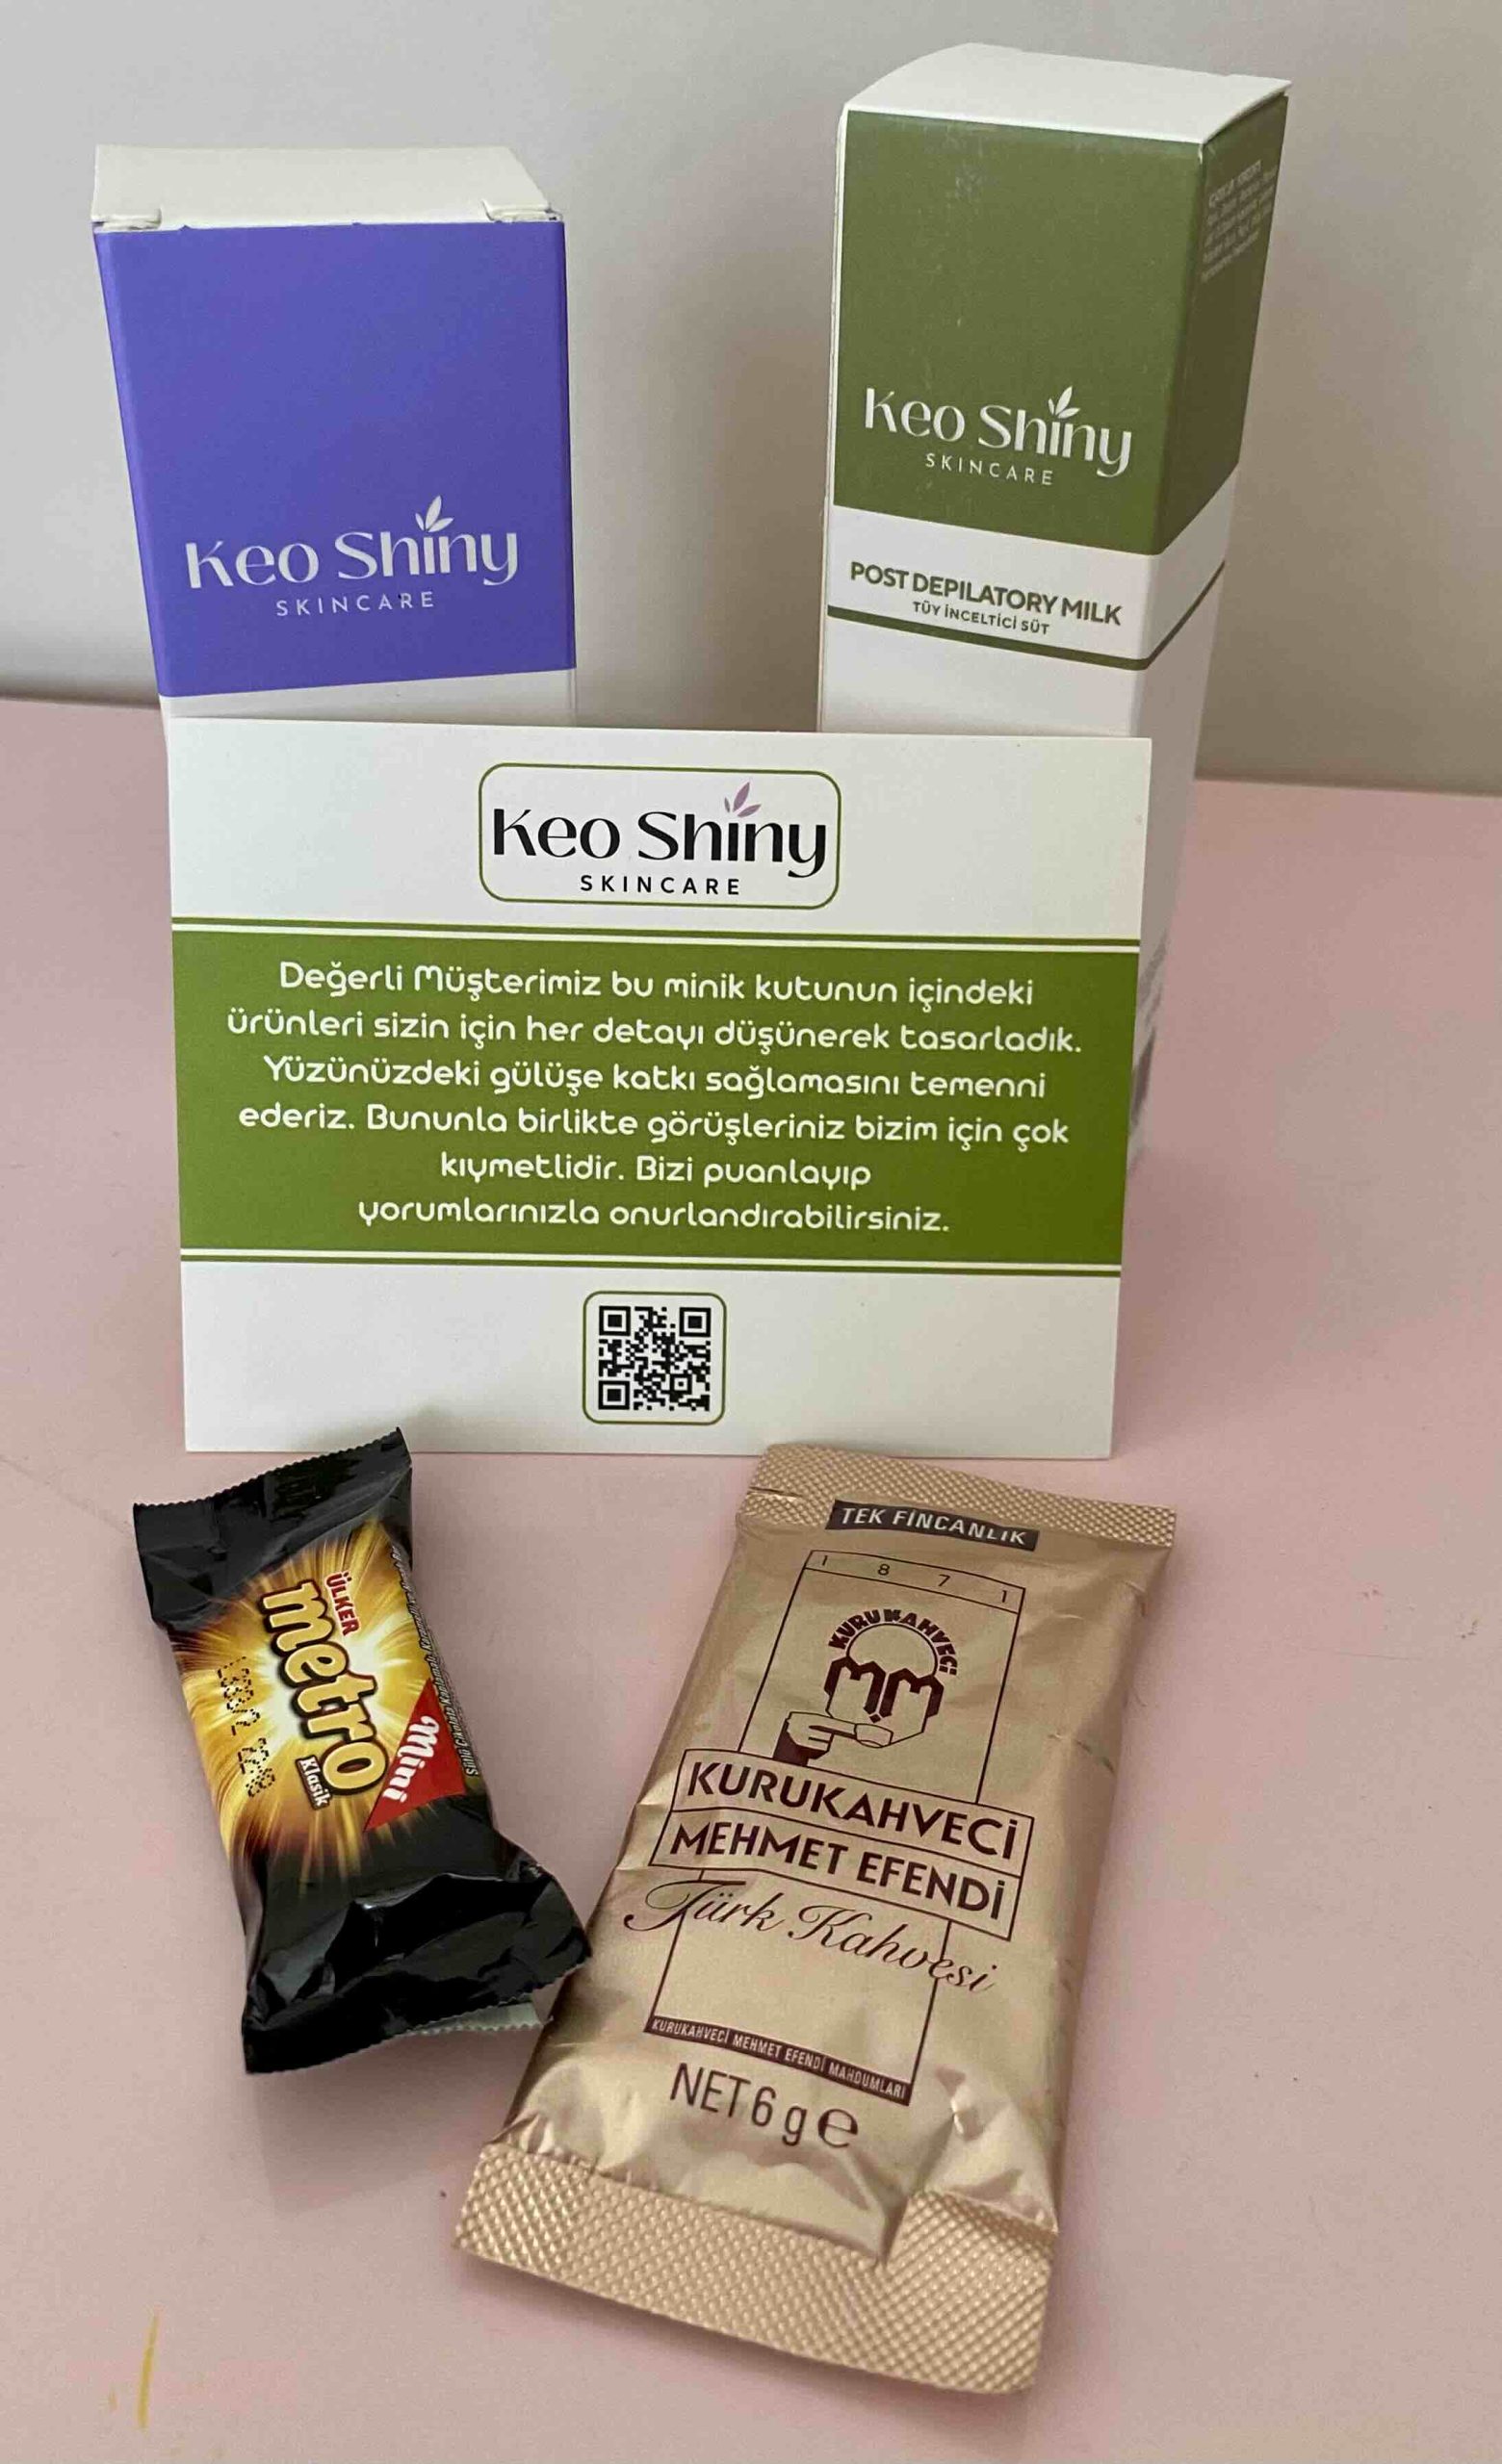 Keo Shiny
SKINCARE
Keo Shiny
SKINCARE
POST DEPILATORY MILK
TÜY İNCELTİCİ SÜT
Keo Shiny
SKINCARE
Değerli Müşterimiz bu minik kutunun içindeki
ürünleri sizin için her detayı düşünerek tasarladık.
Yüzünüzdeki gülüşe katkı sağlamasını temenni
ederiz. Bununla birlikte görüşleriniz bizim için çok
kıymetlidir. Bizi puanlayıp
yorumlarınızla onurlandırabilirsiniz.
ÜLKER
metro
Klasik
Mini
TEK FİNCANLIK
1 8 7 1
KURUKAHVECİ
MEHMET EFENDİ
KURUKAHVECİ
MEHMET EFENDİ
Türk Kahvesi
KURUKAHVECİ MEHMET EFENDİ MAHDUMLARI
NET 6 g e